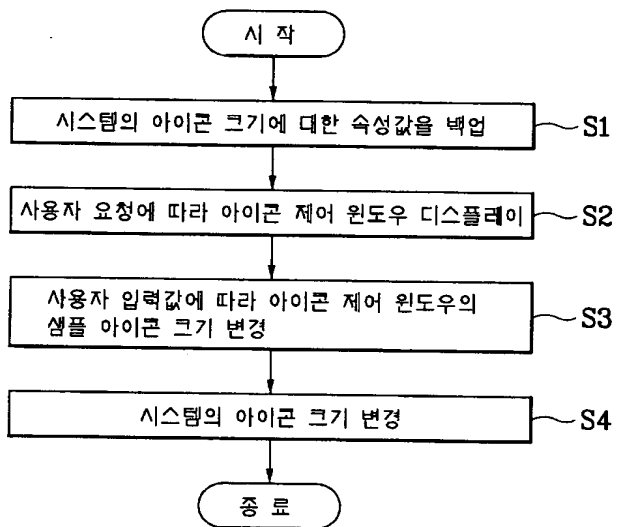 시 작
시스템의 아이콘 크기에 대한 속성값을 백업
S1
사용자 요청에 따라 아이콘 제어 윈도우 디스플레이
S2
사용자 입력값에 따라 아이콘 제어 윈도우의
샘플 아이콘 크기 변경
S3
시스템의 아이콘 크기 변경
S4
종 료